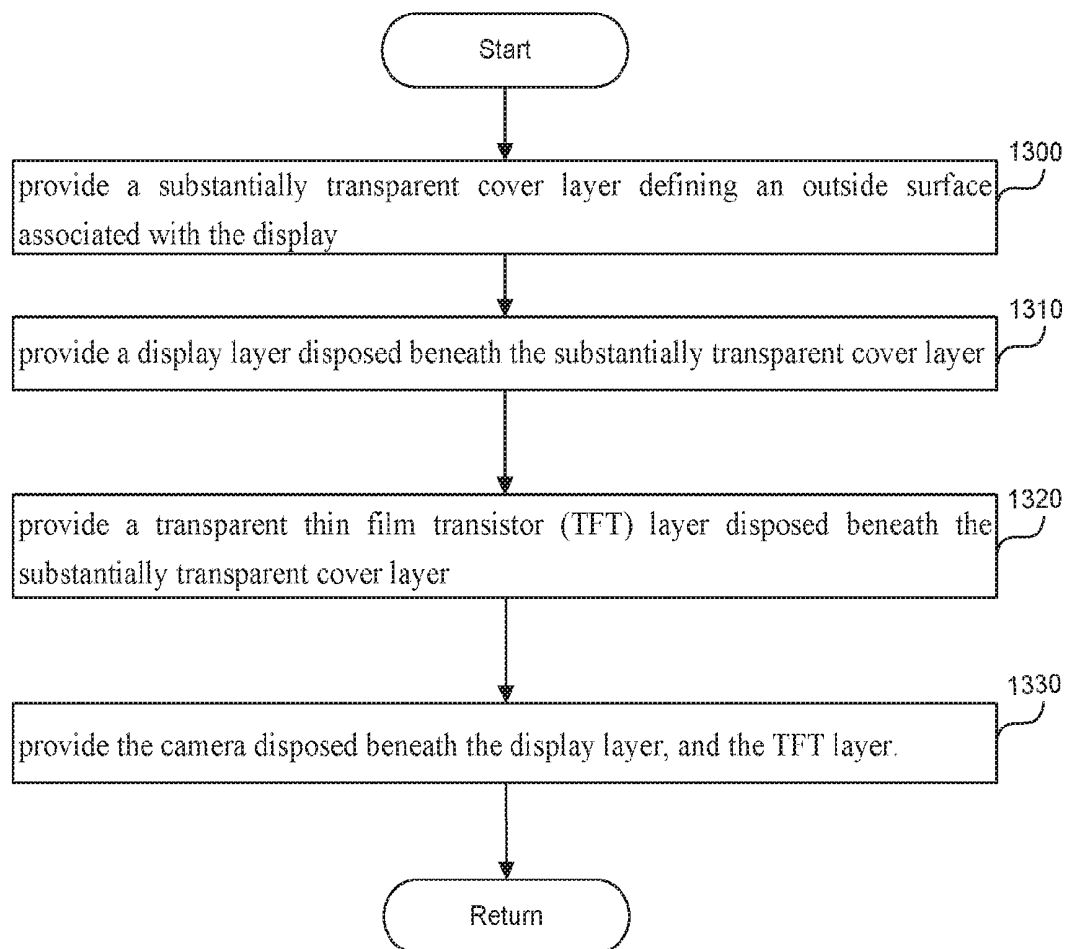 Start
1300
provide a substantially transparent cover layer defining an outside surface
associated with the display
1310
provide a display layer disposed beneath the substantially transparent cover layer
1320
provide a transparent thin film transistor (TFT) layer disposed beneath the
substantially transparent cover layer
1330
provide the camera disposed beneath the display layer, and the TFT layer.
Return